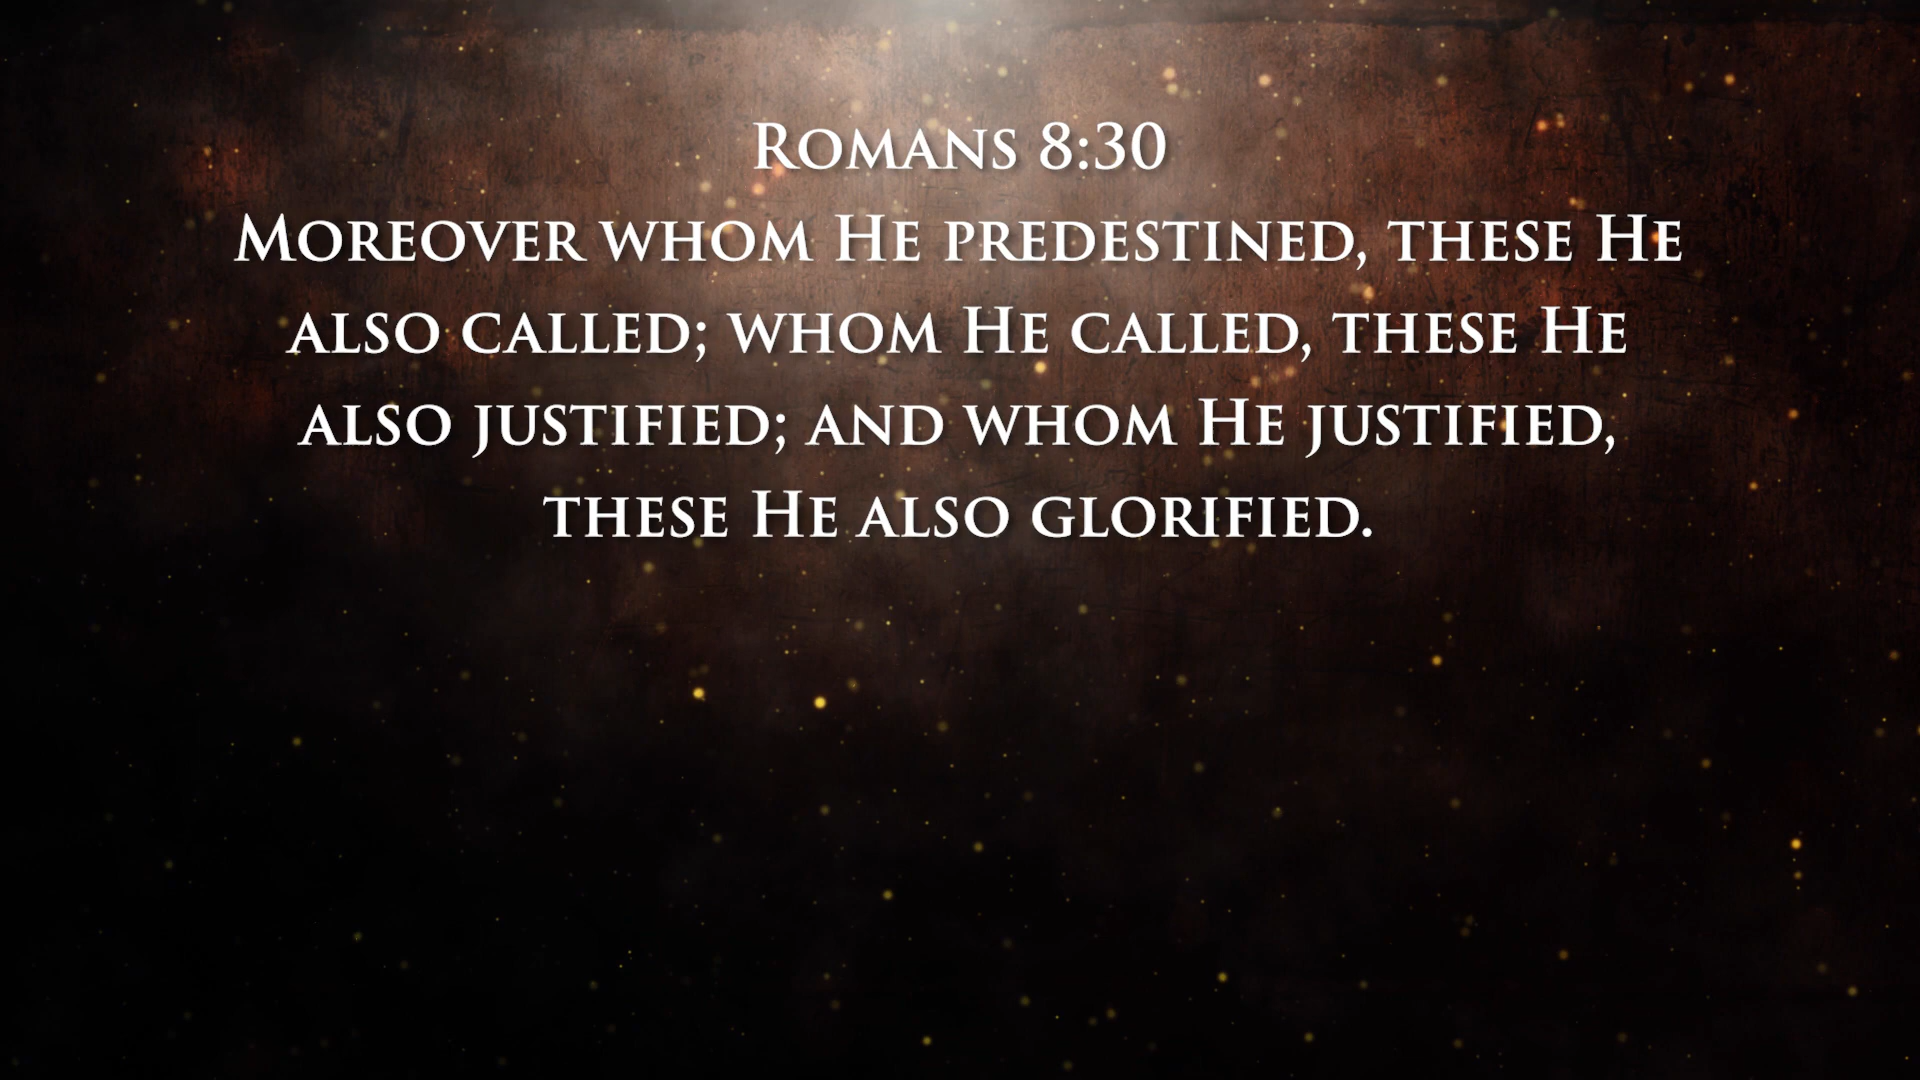 Romans 8:30
Moreover whom He predestined, these He
also called; whom He called, these He
also justified; and whom He justified,
these He also glorified.